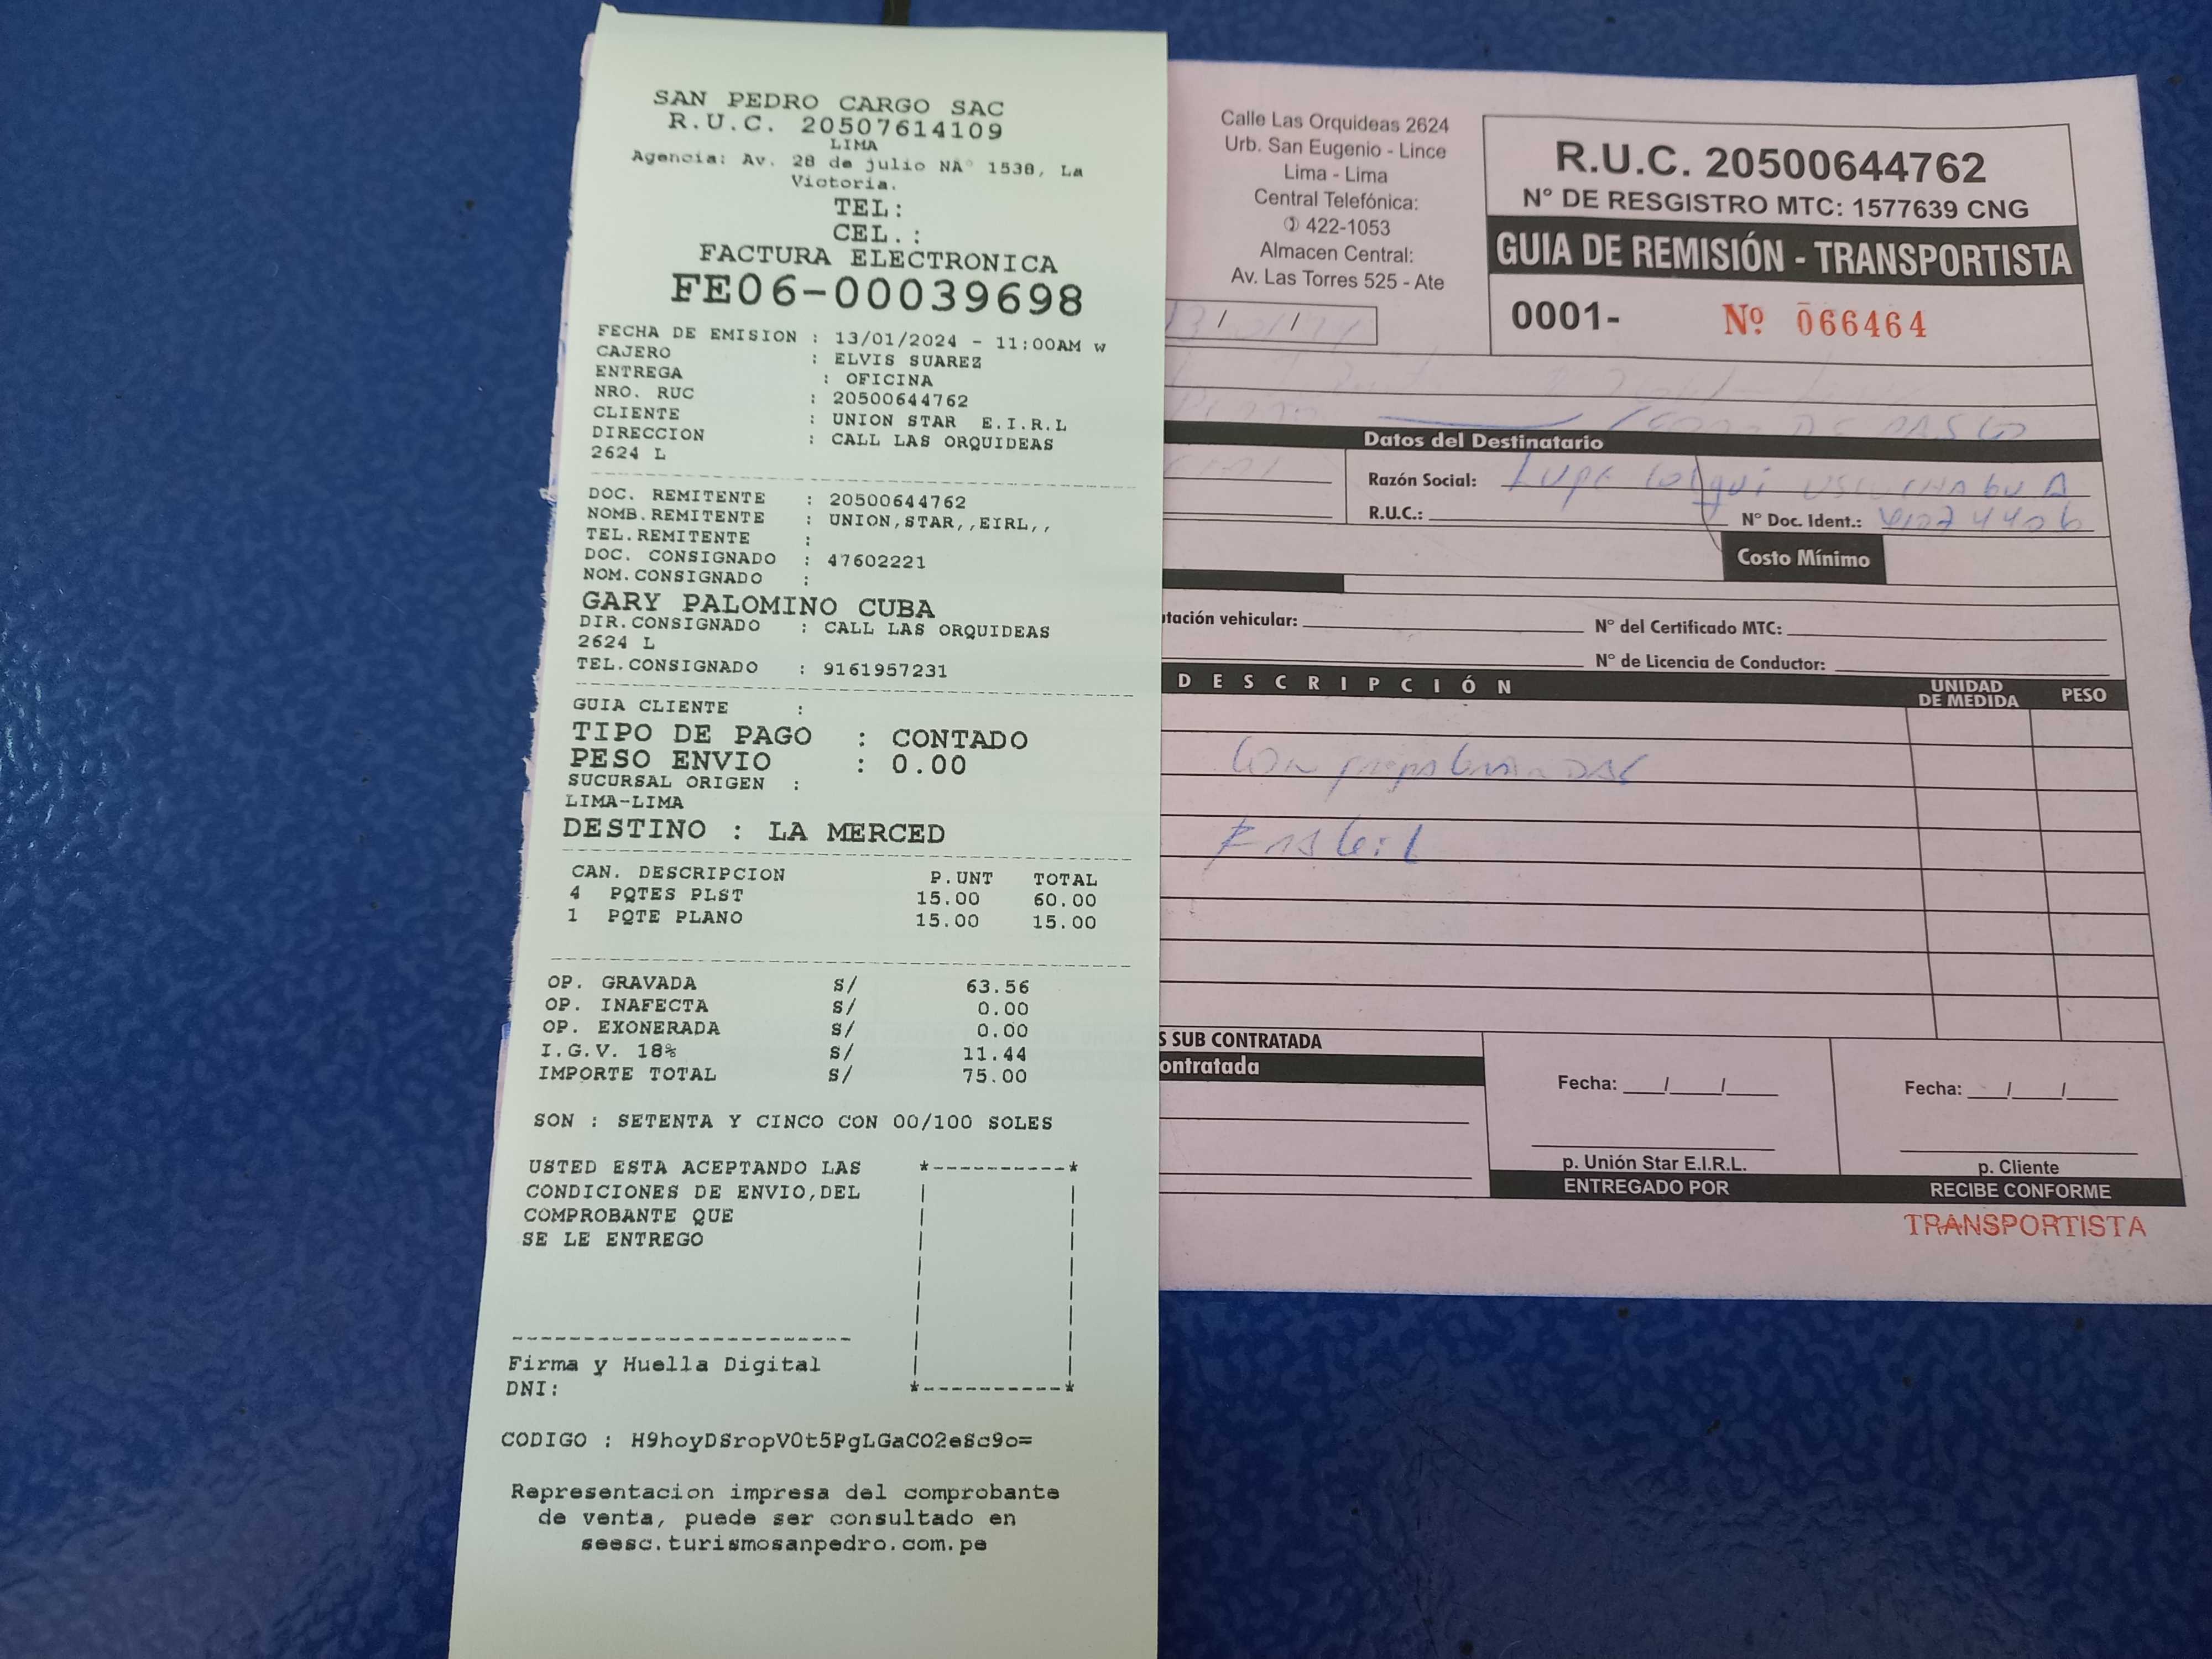 SAN PEDRO CARGO SAC
R.U.C. 20507614109
LIMA
Agencia: Av. 28 de julio NA° 1538, La
Victoria.
TEL:
CEL.:
FACTURA ELECTRONICA
FE06-00039698
FECHA DE EMISION : 13/01/2024 - 11:00AM w
CAJERO : ELVIS SUAREZ
ENTREGA : OFICINA
NRO. RUC : 20500644762
CLIENTE : UNION STAR E.I.R.L
DIRECCION : CALL LAS ORQUIDEAS
2624 L
DOC. REMITENTE : 20500644762
NOMB.REMITENTE : UNION,STAR,,EIRL,,
TEL.REMITENTE :
DOC. CONSIGNADO : 47602221
NOM.CONSIGNADO :
GARY PALOMINO CUBA
DIR.CONSIGNADO : CALL LAS ORQUIDEAS
2624 L
TEL.CONSIGNADO : 9161957231
GUIA CLIENTE :
TIPO DE PAGO : CONTADO
PESO ENVIO : 0.00
SUCURSAL ORIGEN :
LIMA-LIMA
DESTINO : LA MERCED
CAN. DESCRIPCION P.UNT TOTAL
4 PQTES PLST 15.00 60.00
1 PQTE PLANO 15.00 15.00
OP. GRAVADA S/ 63.56
OP. INAFECTA S/ 0.00
OP. EXONERADA S/ 0.00
I.G.V. 18% S/ 11.44
IMPORTE TOTAL S/ 75.00
SON : SETENTA Y CINCO CON 00/100 SOLES
USTED ESTA ACEPTANDO LAS
CONDICIONES DE ENVIO,DEL
COMPROBANTE QUE
SE LE ENTREGO
Firma y Huella Digital
DNI:
CODIGO : H9hoyDSropV0t5PgLGaCO2eSc9o=
Representacion impresa del comprobante
de venta, puede ser consultado en
seesc.turismosanpedro.com.pe
Calle Las Orquideas 2624
Urb. San Eugenio - Lince
Lima - Lima
Central Telefónica:
422-1053
Almacen Central:
Av. Las Torres 525 - Ate
R.U.C. 20500644762
N° DE RESGISTRO MTC: 1577639 CNG
GUIA DE REMISIÓN - TRANSPORTISTA
0001- Nº 066464
DE PASCO
Datos del Destinatario
Razón Social: Lupe
R.U.C.: N° Doc. Ident.:
Costo Mínimo
tación vehicular: N° del Certificado MTC:
N° de Licencia de Conductor:
DESCRIPCIÓN UNIDAD DE MEDIDA PESO
S SUB CONTRATADA
ontratada
Fecha: / / Fecha: / /
p. Unión Star E.I.R.L. p. Cliente
ENTREGADO POR RECIBE CONFORME
TRANSPORTISTA